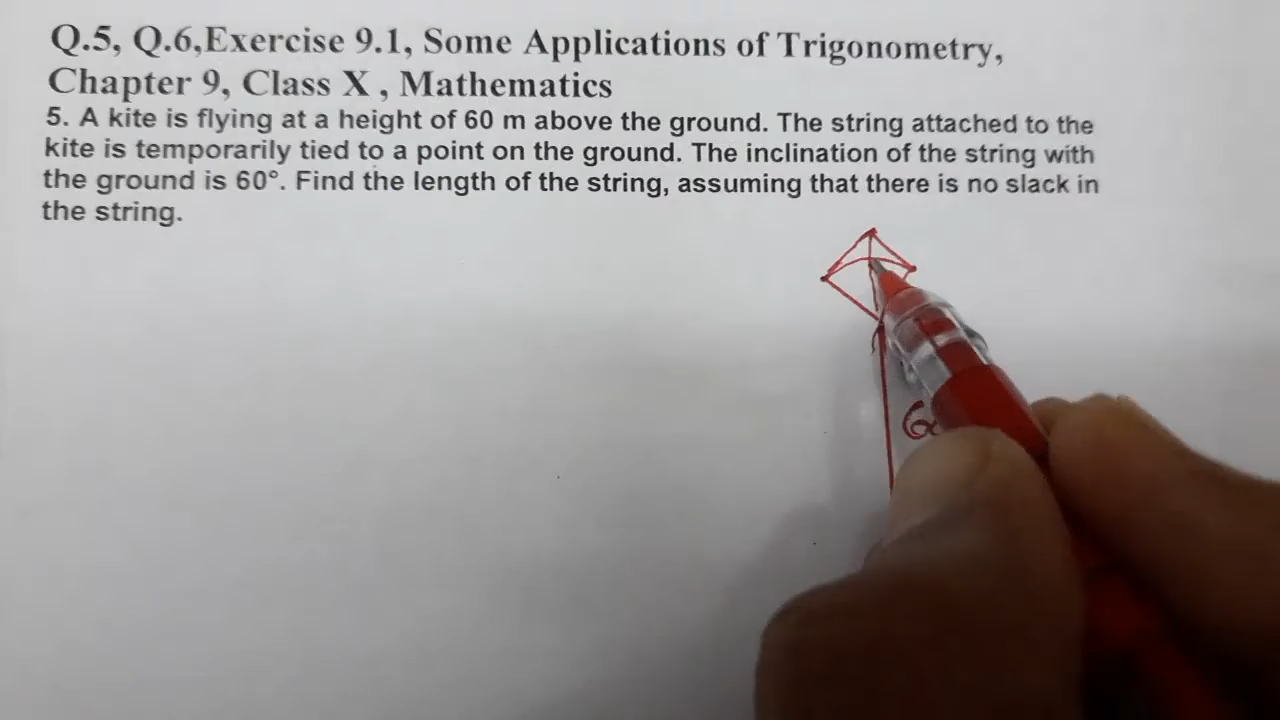 Q.5, Q.6,Exercise 9.1, Some Applications of Trigonometry,
Chapter 9, Class X , Mathematics
5. A kite is flying at a height of 60 m above the ground. The string attached to the
kite is temporarily tied to a point on the ground. The inclination of the string with
the ground is 60°. Find the length of the string, assuming that there is no slack in
the string.